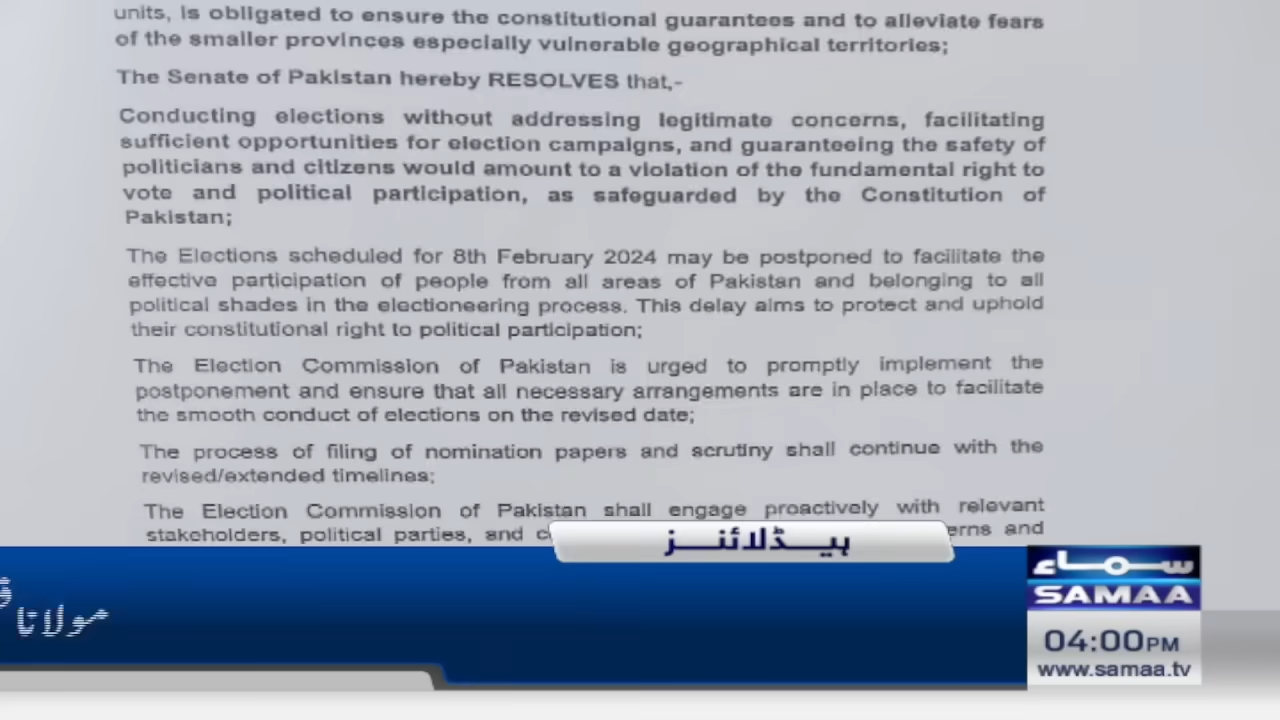 units, is obligated to ensure the constitutional guarantees and to alleviate fears
of the smaller provinces especially vulnerable geographical territories;
The Senate of Pakistan hereby RESOLVES that,-
Conducting elections without addressing legitimate concerns, facilitating
sufficient opportunities for election campaigns, and guaranteeing the safety of
politicians and citizens would amount to a violation of the fundamental right to
vote and political participation, as safeguarded by the Constitution of
Pakistan;
The Elections scheduled for 8th February 2024 may be postponed to facilitate the
effective participation of people from all areas of Pakistan and belonging to all
political shades in the electioneering process. This delay aims to protect and uphold
their constitutional right to political participation;
The Election Commission of Pakistan is urged to promptly implement the
postponement and ensure that all necessary arrangements are in place to facilitate
the smooth conduct of elections on the revised date;
The process of filing of nomination papers and scrutiny shall continue with the
revised/extended timelines;
The Election Commission of Pakistan shall engage proactively with relevant
stakeholders, political parties, and and
ہیڈلائنز
مولانا
سماء
SAMAA
04:00PM
www.samaa.tv